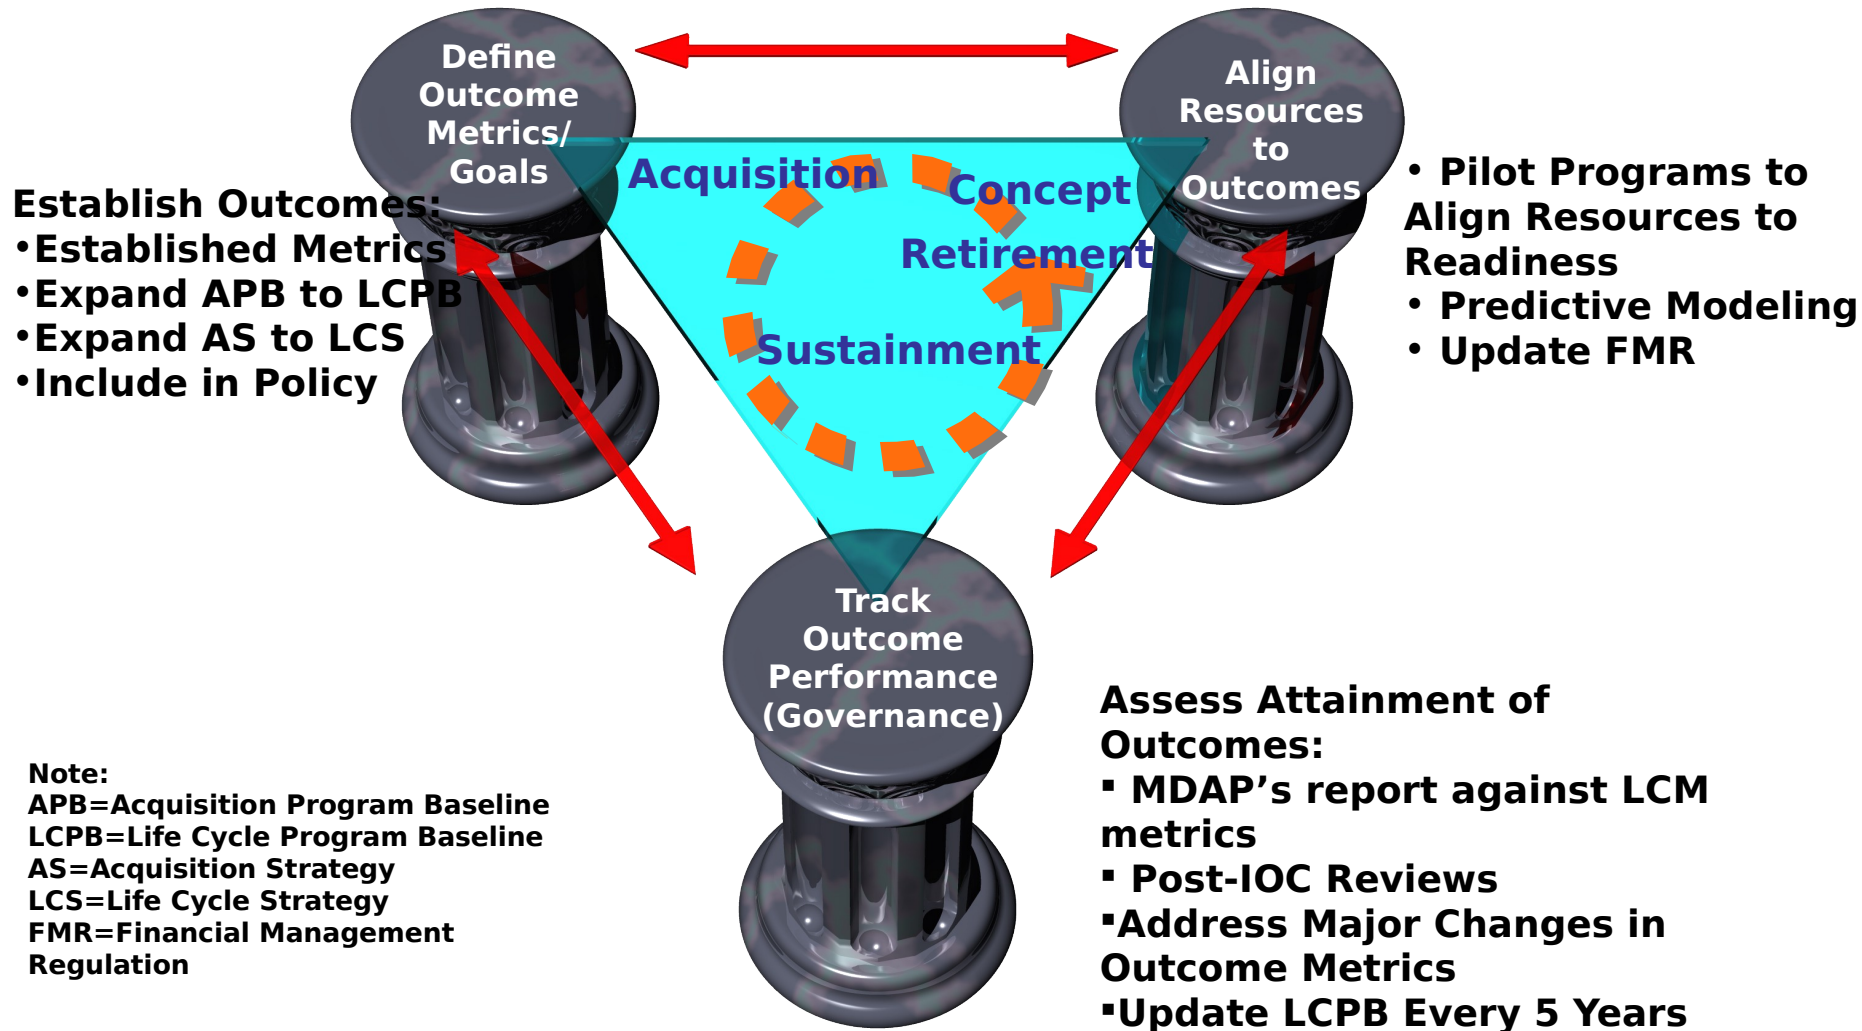 Define
Outcome
Metrics/
Goals
Align
Resources
to
Outcomes
Acquisition
Concept
Retirement
Sustainment
Establish Outcomes:
•Established Metrics
•Expand APB to LCPB
•Expand AS to LCS
•Include in Policy
• Pilot Programs to
Align Resources to
Readiness
• Predictive Modeling
• Update FMR
Track
Outcome
Performance
(Governance)
Note:
APB=Acquisition Program Baseline
LCPB=Life Cycle Program Baseline
AS=Acquisition Strategy
LCS=Life Cycle Strategy
FMR=Financial Management
Regulation
Assess Attainment of
Outcomes:
▪ MDAP’s report against LCM
metrics
▪ Post-IOC Reviews
▪Address Major Changes in
Outcome Metrics
▪Update LCPB Every 5 Years